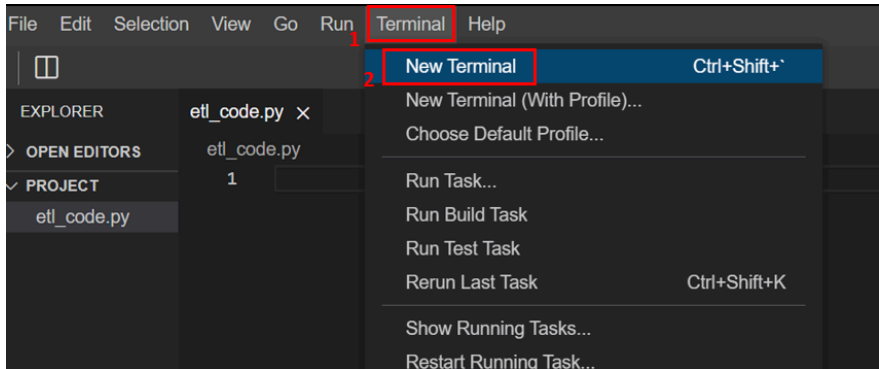 File Edit Selection View Go Run Terminal Help
1
2 New Terminal Ctrl+Shift+`
EXPLORER etl_code.py × New Terminal (With Profile)...
OPEN EDITORS etl_code.py Choose Default Profile...
PROJECT 1 Run Task...
etl_code.py Run Build Task
Run Test Task
Rerun Last Task Ctrl+Shift+K
Show Running Tasks...
Restart Running Task...